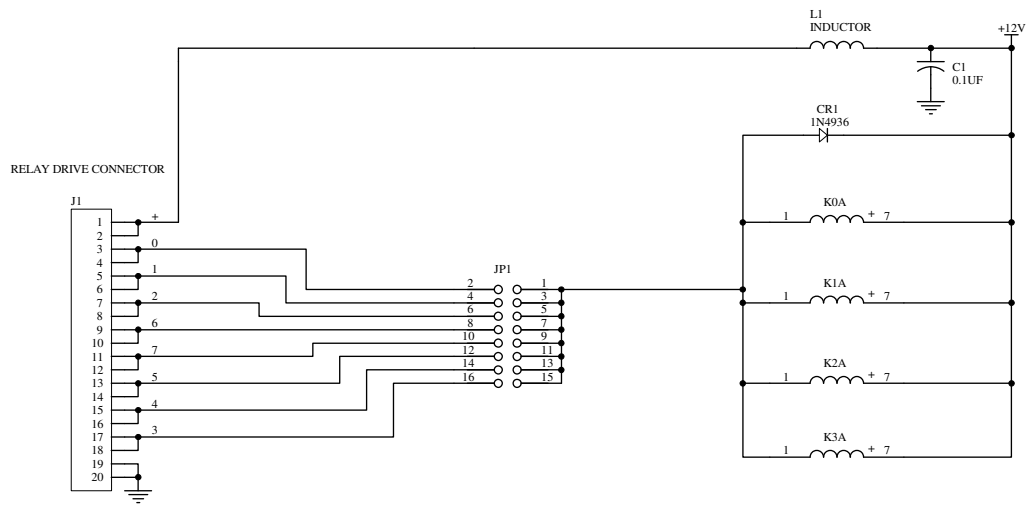 L1
INDUCTOR
+12V
C1
0.1UF
CR1
1N4936
RELAY DRIVE CONNECTOR
J1
1 +
2
3 0
4
5 1
6
7 2
8
9 6
10
11 7
12
13 5
14
15 4
16
17 3
18
19
20
JP1
2 1
4 3
6 5
8 7
10 9
12 11
14 13
16 15
K0A
1 + 7
K1A
1 + 7
K2A
1 + 7
K3A
1 + 7